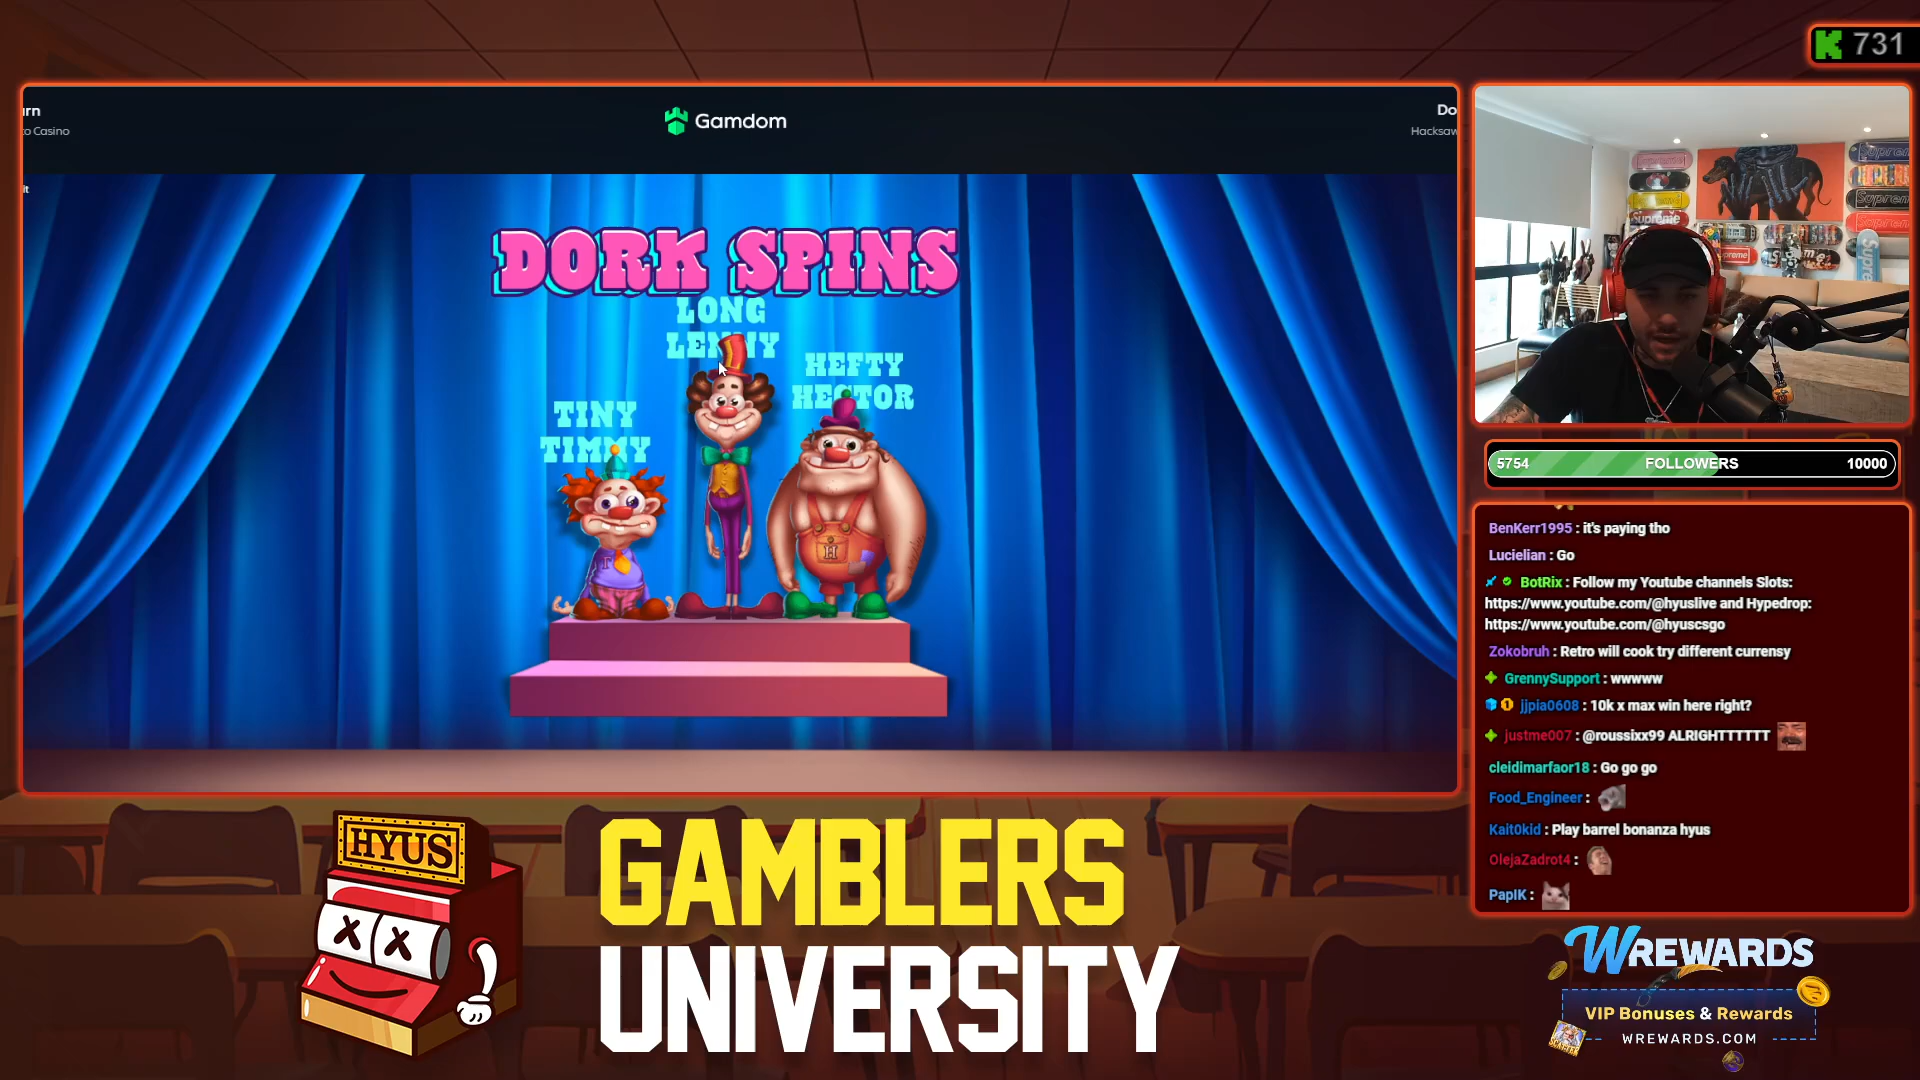 731
Gamdom
to Casino
Hacksaw
DORK SPINS
LONG
LENNY
HEFTY
HECTOR
TINY
TIMMY
H
Supreme
Supreme
5754 FOLLOWERS 10000
BenKerr1995 : it's paying tho
Lucielian : Go
BotRix : Follow my Youtube channels Slots:
https://www.youtube.com/@hyuslive and Hypedrop:
https://www.youtube.com/@hyuscsgo
Zokobruh : Retro will cook try different currensy
GrennySupport : wwwww
jjpia0608 : 10k x max win here right?
justme007 : @roussixx99 ALRIGHTTTTTT
cleidimarfaor18 : Go go go
Food_Engineer :
Kait0kid : Play barrel bonanza hyus
OlejaZadrot4 :
PapIK :
HYUS
GAMBLERS
UNIVERSITY
WREWARDS
VIP Bonuses & Rewards
WREWARDS.COM